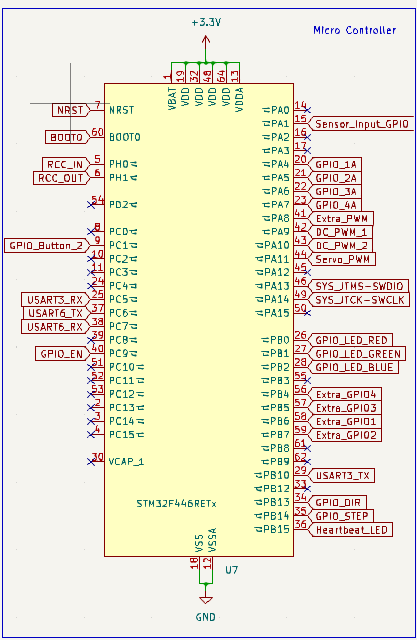 +3.3V
Micro Controller
1 19 32 48 64 13
VBAT VDD VDD VDD VDD VDDA
NRST 7 NRST PA0 14
PA1 15 Sensor_Input_GPIO
BOOT0 60 BOOT0 PA2 16
PA3 17
RCC_IN 5 PH0 PA4 20 GPIO_1A
RCC_OUT 6 PH1 PA5 21 GPIO_2A
PA6 22 GPIO_3A
54 PD2 PA7 23 GPIO_4A
PA8 41 Extra_PWM
8 PC0 PA9 42 DC_PWM_1
GPIO_Button_2 9 PC1 PA10 43 DC_PWM_2
10 PC2 PA11 44 Servo_PWM
11 PC3 PA12 45
24 PC4 PA13 46 SYS_JTMS-SWDIO
USART3_RX 25 PC5 PA14 49 SYS_JTCK-SWCLK
USART6_TX 37 PC6 PA15 50
USART6_RX 38 PC7
39 PC8 PB0 26 GPIO_LED_RED
GPIO_EN 40 PC9 PB1 27 GPIO_LED_GREEN
51 PC10 PB2 28 GPIO_LED_BLUE
52 PC11 PB3 55
53 PC12 PB4 56 Extra_GPIO4
2 PC13 PB5 57 Extra_GPIO3
3 PC14 PB6 58 Extra_GPIO1
4 PC15 PB7 59 Extra_GPIO2
PB8 61
30 VCAP_1 PB9 62
PB10 29 USART3_TX
PB12 33
STM32F446RETx PB13 34 GPIO_DIR
PB14 35 GPIO_STEP
PB15 36 Heartbeat_LED
VSS VSSA
18 12
U7
GND